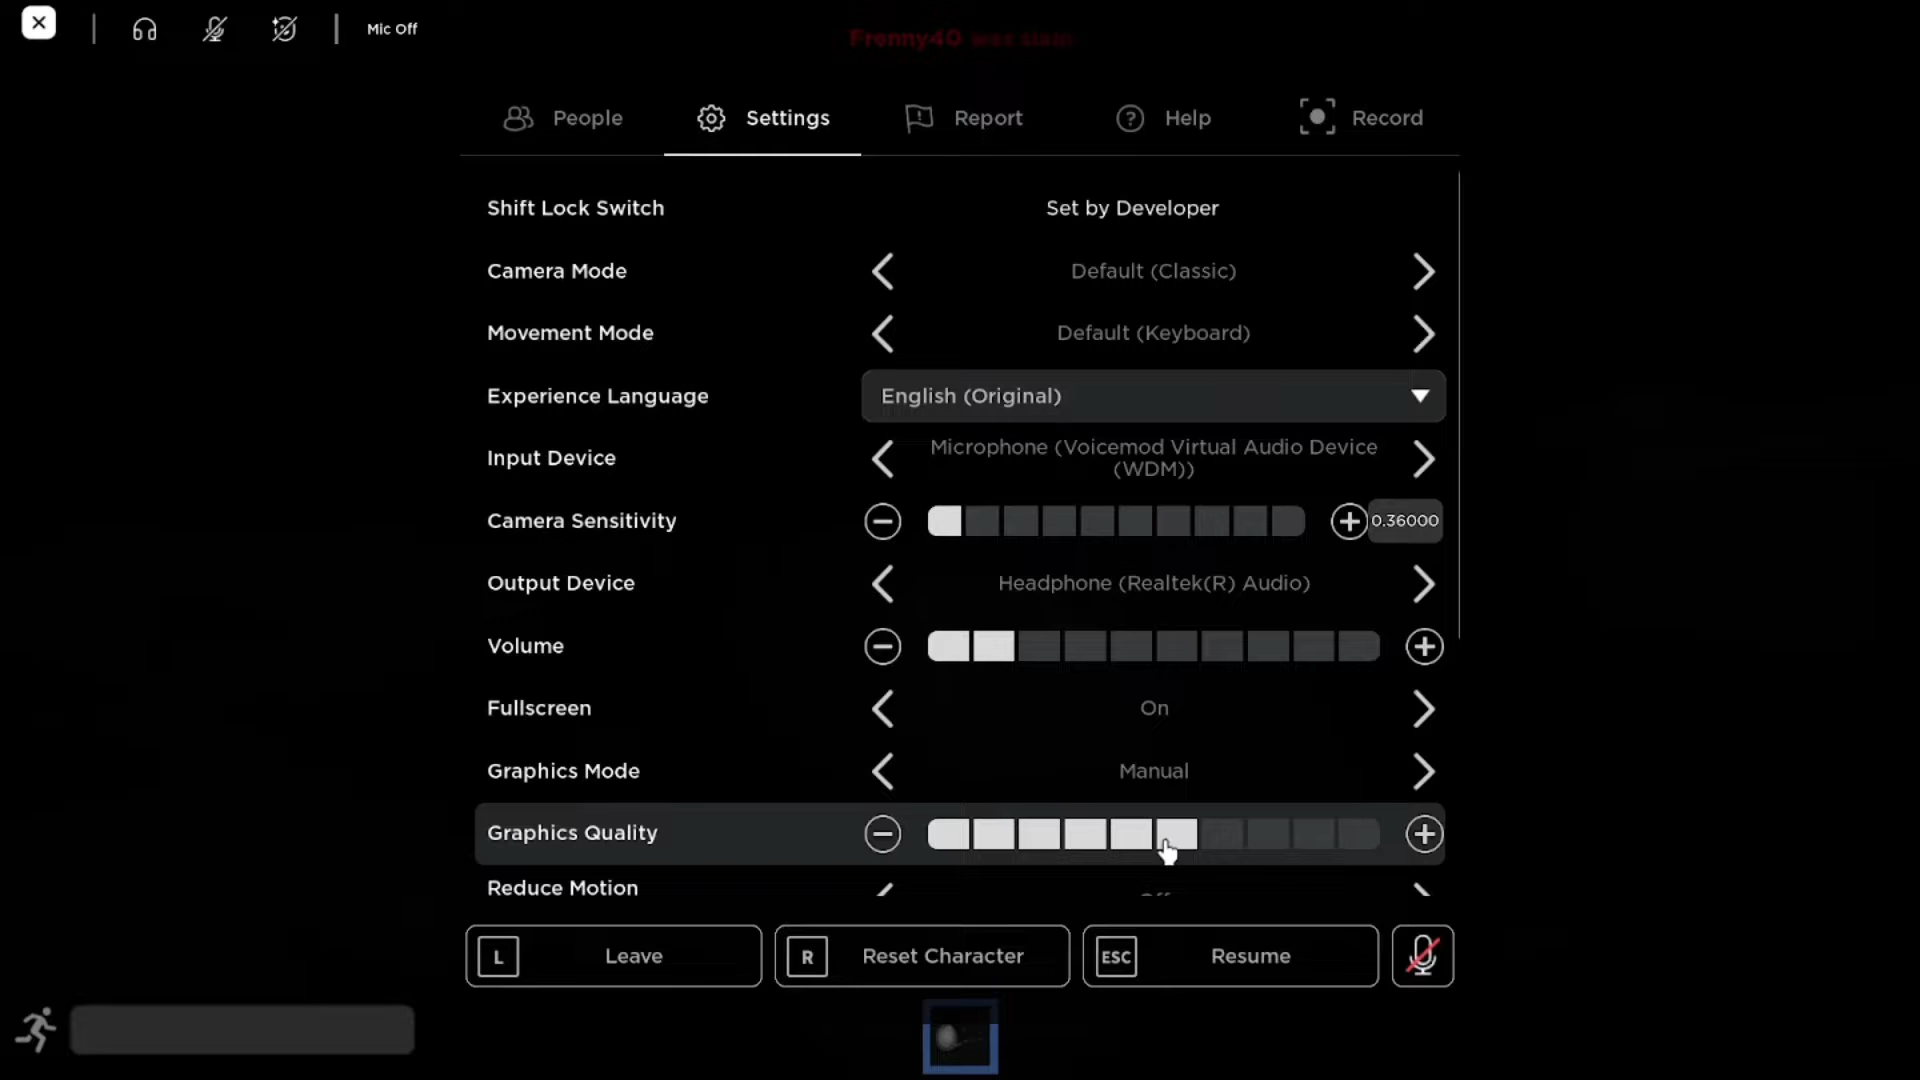 Mic Off
Frenny40 was slain
People
Settings
Report
Help
Record
Shift Lock Switch
Set by Developer
Camera Mode
Default (Classic)
Movement Mode
Default (Keyboard)
Experience Language
English (Original)
Input Device
Microphone (Voicemod Virtual Audio Device
(WDM))
Camera Sensitivity
0.36000
Output Device
Headphone (Realtek(R) Audio)
Volume
Fullscreen
On
Graphics Mode
Manual
Graphics Quality
Reduce Motion
L
Leave
R
Reset Character
ESC
Resume